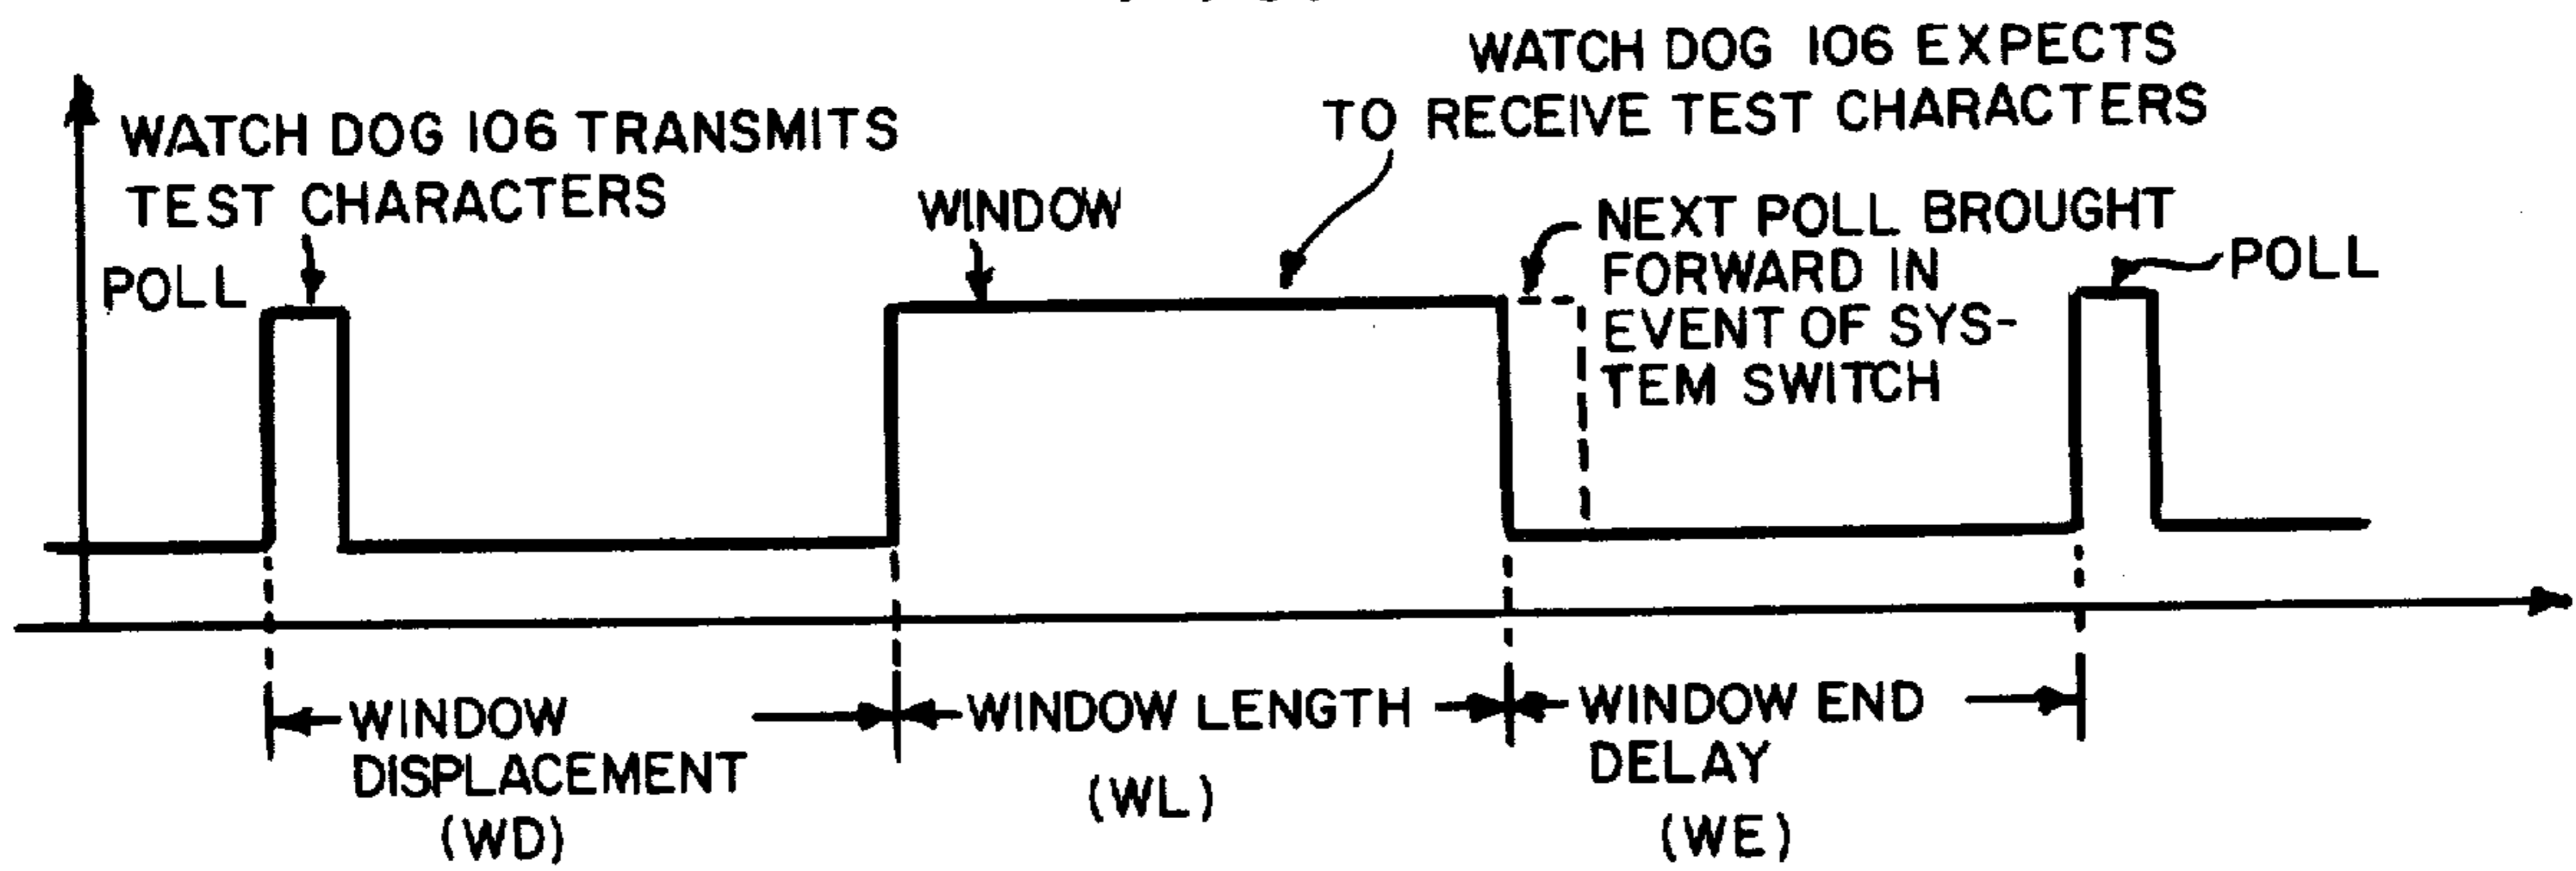 WATCH DOG 106 EXPECTS
TO RECEIVE TEST CHARACTERS
WATCH DOG 106 TRANSMITS
TEST CHARACTERS
WINDOW
NEXT POLL BROUGHT
FORWARD IN
EVENT OF SYS-
TEM SWITCH
POLL
POLL
WINDOW
DISPLACEMENT
(WD)
WINDOW LENGTH
(WL)
WINDOW END
DELAY
(WE)